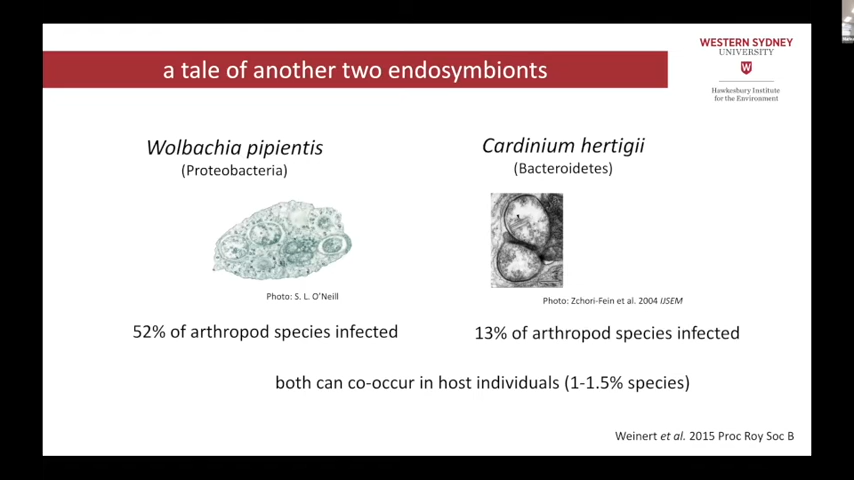 WESTERN SYDNEY
UNIVERSITY
W
Hawkesbury Institute
for the Environment
a tale of another two endosymbionts
Wolbachia pipientis
(Proteobacteria)
Cardinium hertigii
(Bacteroidetes)
Photo: S. L. O'Neill
Photo: Zchori-Fein et al. 2004 IJSEM
52% of arthropod species infected
13% of arthropod species infected
both can co-occur in host individuals (1-1.5% species)
Weinert et al. 2015 Proc Roy Soc B